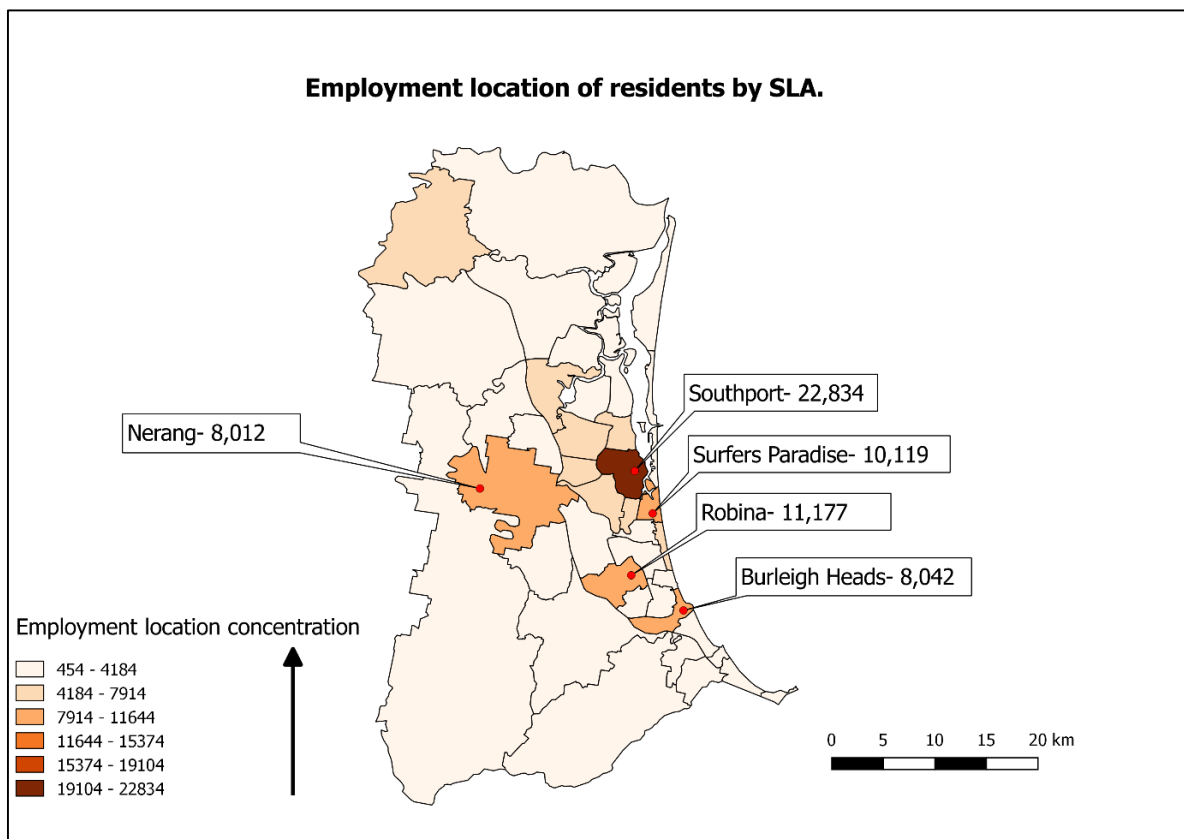 Employment location of residents by SLA.
Southport- 22,834
Nerang- 8,012
Surfers Paradise- 10,119
Robina- 11,177
Burleigh Heads- 8,042
Employment location concentration
454 - 4184
4184 - 7914
7914 - 11644
11644 - 15374
15374 - 19104
19104 - 22834
0 5 10 15 20 km